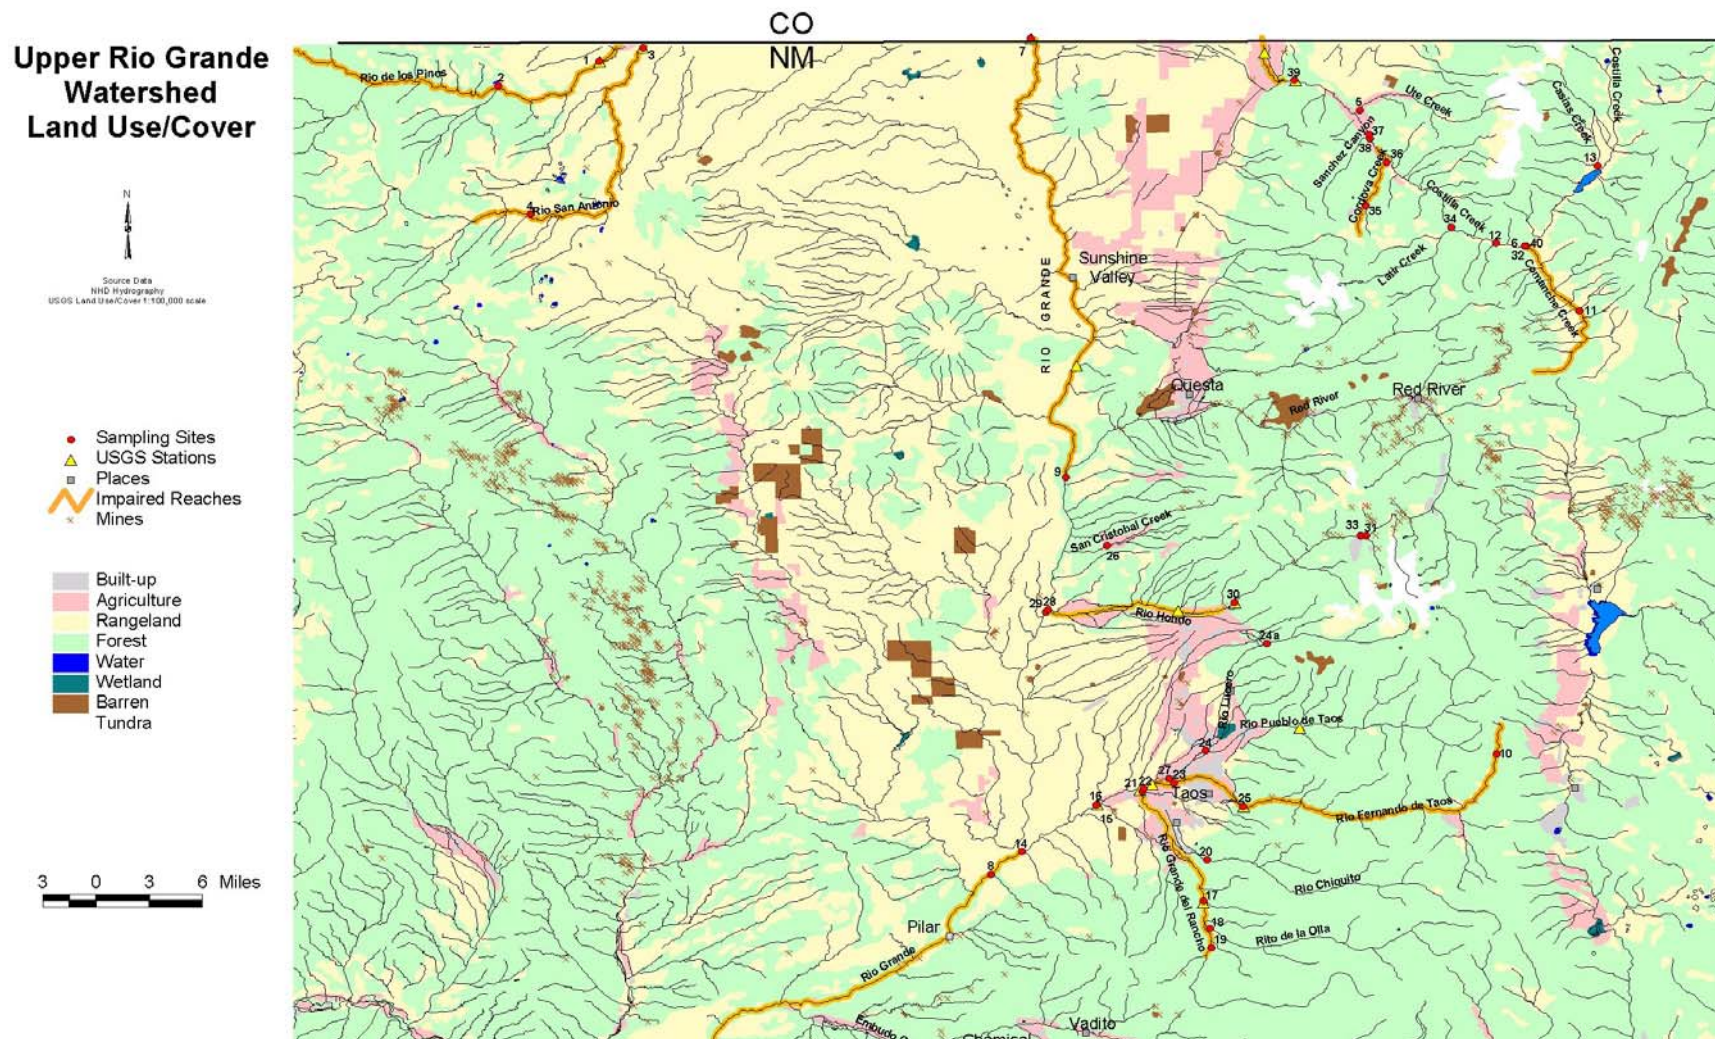 CO
NM
Upper Rio Grande
Watershed
Land Use/Cover
N
Source Data
NHD Hydrography
USGS Land Use/Cover 1:100,000 scale
Sampling Sites
USGS Stations
Places
Impaired Reaches
Mines
Built-up
Agriculture
Rangeland
Forest
Water
Wetland
Barren
Tundra
3 0 3 6 Miles
Rio de los Pinos
1
2
3
4
Rio San Antonio
7
39
5
Ute Creek
Sanchez Canyon
37
38
36
Cordova Creek
35
Costilla Creek
Casias Creek
Costilla Creek
13
34
12
6
40
32
Latir Creek
Comanche Creek
11
Sunshine
Valley
RIO GRANDE
Questa
Red River
Red River
9
San Cristobal Creek
26
33
31
29
28
30
Rio Hondo
24a
Rio Lucero
Rio Pueblo de Taos
24
27
23
21
22
Taos
16
15
25
Rio Fernando de Taos
10
14
8
20
Rio Chiquito
17
18
19
Rio Grande del Rancho
Rito de la Olla
Pilar
Rio Grande
Embudo
Vadito
Chamisal